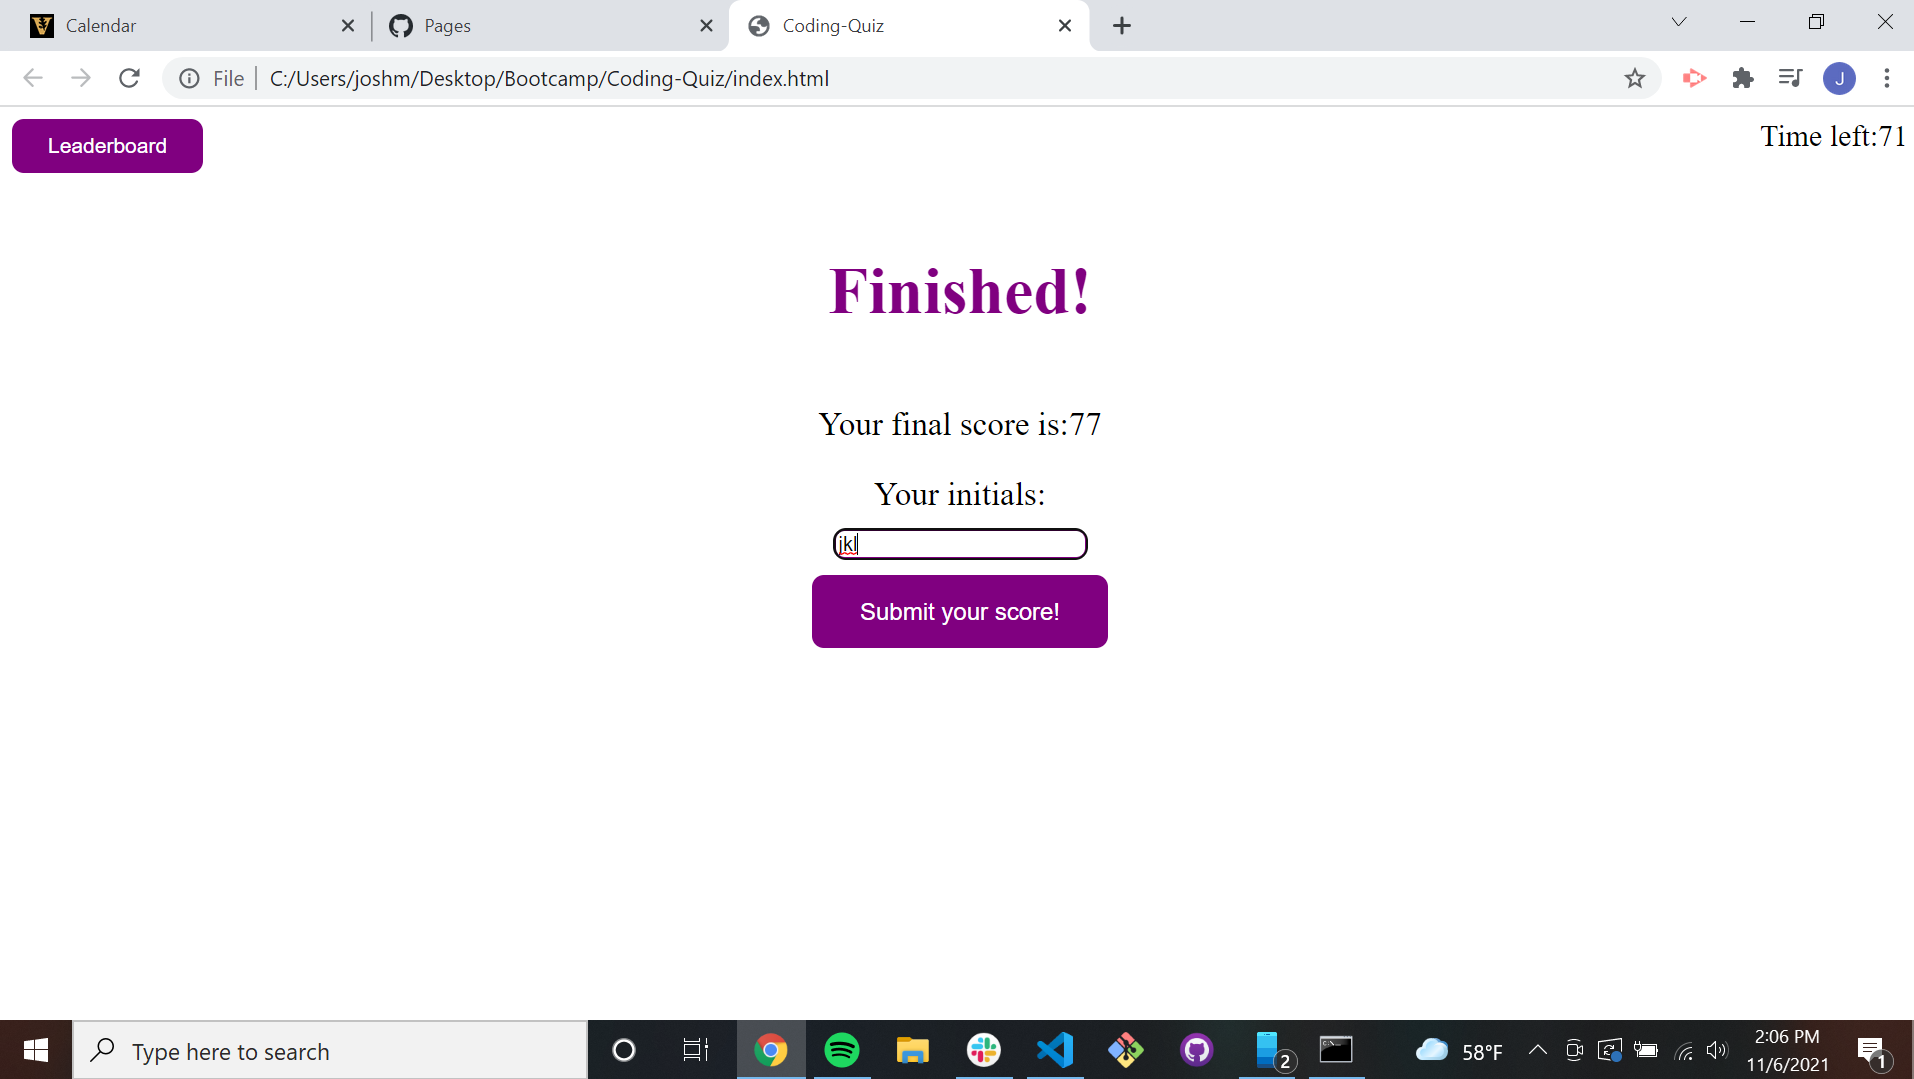 Calendar
Pages
Coding-Quiz
File
C:/Users/joshm/Desktop/Bootcamp/Coding-Quiz/index.html
J
Leaderboard
Time left:71
Finished!
Your final score is:77
Your initials:
jkl
Submit your score!
Type here to search
2
58°F
2:06 PM
11/6/2021
1